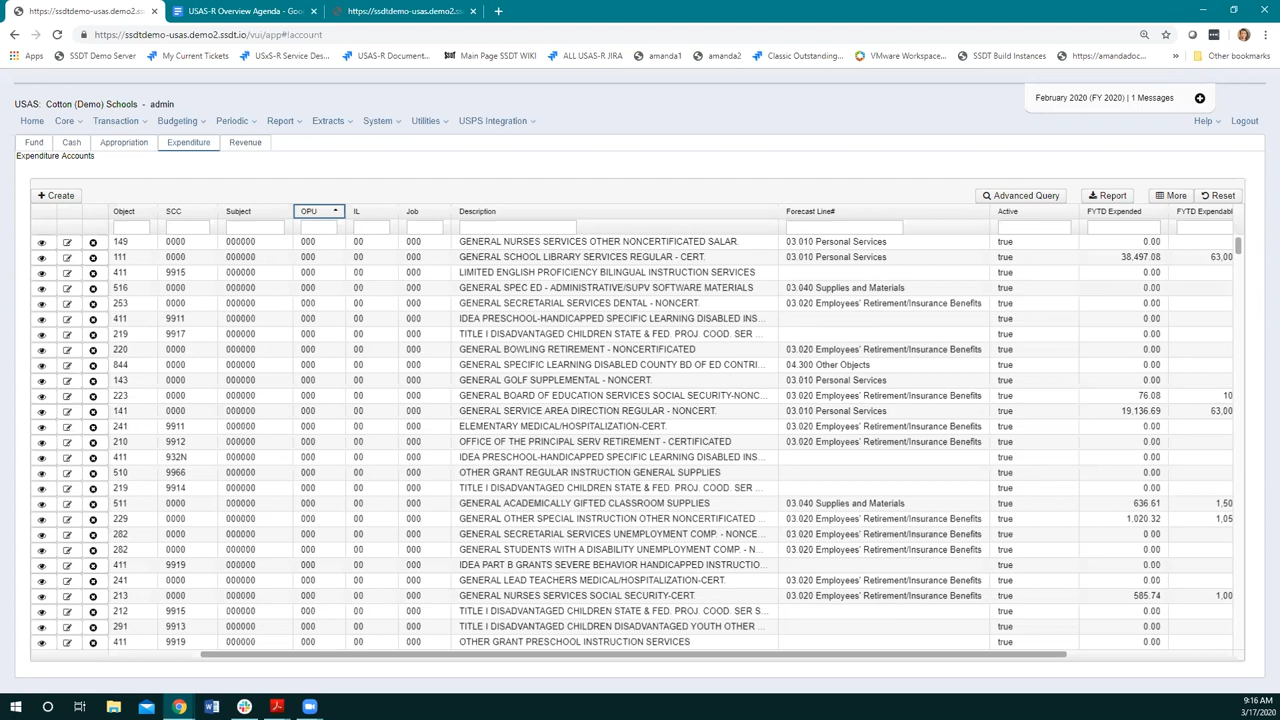 https://ssdtdemo-usas.demo2.ssdt.io
USAS-R Overview Agenda - Goo
https://ssdtdemo-usas.demo2.ss
ssdtdemo-usas.demo2.ssdt.io/vui/app#!account
Apps SSDT Demo Server My Current Tickets USxS-R Service Des... USAS-R Document... Main Page SSDT WIKI ALL USAS-R JIRA amanda1 amanda2 Classic Outstanding... VMware Workspace... SSDT Build Instances https://amandadoc... » Other bookmarks
February 2020 (FY 2020) | 1 Messages
USAS: Cotton (Demo) Schools - admin
Home Core Transaction Budgeting Periodic Report Extracts System Utilities USPS Integration Help Logout
Fund Cash Appropriation Expenditure Revenue
Expenditure Accounts
+ Create Advanced Query Report More Reset
Object SCC Subject OPU IL Job Description Forecast Line# Active FYTD Expended FYTD Expendabl
149 0000 000000 000 00 000 GENERAL NURSES SERVICES OTHER NONCERTIFICATED SALAR. 03.010 Personal Services true 0.00
111 0000 000000 000 00 000 GENERAL SCHOOL LIBRARY SERVICES REGULAR - CERT. 03.010 Personal Services true 38,497.08 63,00
411 9915 000000 000 00 000 LIMITED ENGLISH PROFICIENCY BILINGUAL INSTRUCTION SERVICES true 0.00
516 0000 000000 000 00 000 GENERAL SPEC ED - ADMINISTRATIVE/SUPV SOFTWARE MATERIALS 03.040 Supplies and Materials true 0.00
253 0000 000000 000 00 000 GENERAL SECRETARIAL SERVICES DENTAL - NONCERT. 03.020 Employees' Retirement/Insurance Benefits true 0.00
411 9911 000000 000 00 000 IDEA PRESCHOOL-HANDICAPPED SPECIFIC LEARNING DISABLED INS... true 0.00
219 9917 000000 000 00 000 TITLE I DISADVANTAGED CHILDREN STATE & FED. PROJ. COOD. SER ... true 0.00
220 0000 000000 000 00 000 GENERAL BOWLING RETIREMENT - NONCERTIFICATED 03.020 Employees' Retirement/Insurance Benefits true 0.00
844 0000 000000 000 00 000 GENERAL SPECIFIC LEARNING DISABLED COUNTY BD OF ED CONTRI... 04.300 Other Objects true 0.00
143 0000 000000 000 00 000 GENERAL GOLF SUPPLEMENTAL - NONCERT. 03.010 Personal Services true 0.00
223 0000 000000 000 00 000 GENERAL BOARD OF EDUCATION SERVICES SOCIAL SECURITY-NONC... 03.020 Employees' Retirement/Insurance Benefits true 76.08 10
141 0000 000000 000 00 000 GENERAL SERVICE AREA DIRECTION REGULAR - NONCERT. 03.010 Personal Services true 19,136.69 63,00
241 9911 000000 000 00 000 ELEMENTARY MEDICAL/HOSPITALIZATION-CERT. 03.020 Employees' Retirement/Insurance Benefits true 0.00
210 9912 000000 000 00 000 OFFICE OF THE PRINCIPAL SERV RETIREMENT - CERTIFICATED 03.020 Employees' Retirement/Insurance Benefits true 0.00
411 932N 000000 000 00 000 IDEA PRESCHOOL-HANDICAPPED SPECIFIC LEARNING DISABLED INS... true 0.00
510 9966 000000 000 00 000 OTHER GRANT REGULAR INSTRUCTION GENERAL SUPPLIES true 0.00
219 9914 000000 000 00 000 TITLE I DISADVANTAGED CHILDREN STATE & FED. PROJ. COOD. SER ... true 0.00
511 0000 000000 000 00 000 GENERAL ACADEMICALLY GIFTED CLASSROOM SUPPLIES 03.040 Supplies and Materials true 636.61 1,50
229 0000 000000 000 00 000 GENERAL OTHER SPECIAL INSTRUCTION OTHER NONCERTIFICATED ... 03.020 Employees' Retirement/Insurance Benefits true 1,020.32 1,05
282 0000 000000 000 00 000 GENERAL SECRETARIAL SERVICES UNEMPLOYMENT COMP. - NONCE... 03.020 Employees' Retirement/Insurance Benefits true 0.00
282 0000 000000 000 00 000 GENERAL STUDENTS WITH A DISABILITY UNEMPLOYMENT COMP. - N... 03.020 Employees' Retirement/Insurance Benefits true 0.00
411 9919 000000 000 00 000 IDEA PART B GRANTS SEVERE BEHAVIOR HANDICAPPED INSTRUCTIO... true 0.00
241 0000 000000 000 00 000 GENERAL LEAD TEACHERS MEDICAL/HOSPITALIZATION-CERT. 03.020 Employees' Retirement/Insurance Benefits true 0.00
213 0000 000000 000 00 000 GENERAL NURSES SERVICES SOCIAL SECURITY-CERT. 03.020 Employees' Retirement/Insurance Benefits true 585.74 1,00
212 9915 000000 000 00 000 TITLE I DISADVANTAGED CHILDREN STATE & FED. PROJ. COOD. SER S... true 0.00
291 9913 000000 000 00 000 TITLE I DISADVANTAGED CHILDREN DISADVANTAGED YOUTH OTHER ... true 0.00
411 9919 000000 000 00 000 OTHER GRANT PRESCHOOL INSTRUCTION SERVICES true 0.00
9:16 AM
3/17/2020